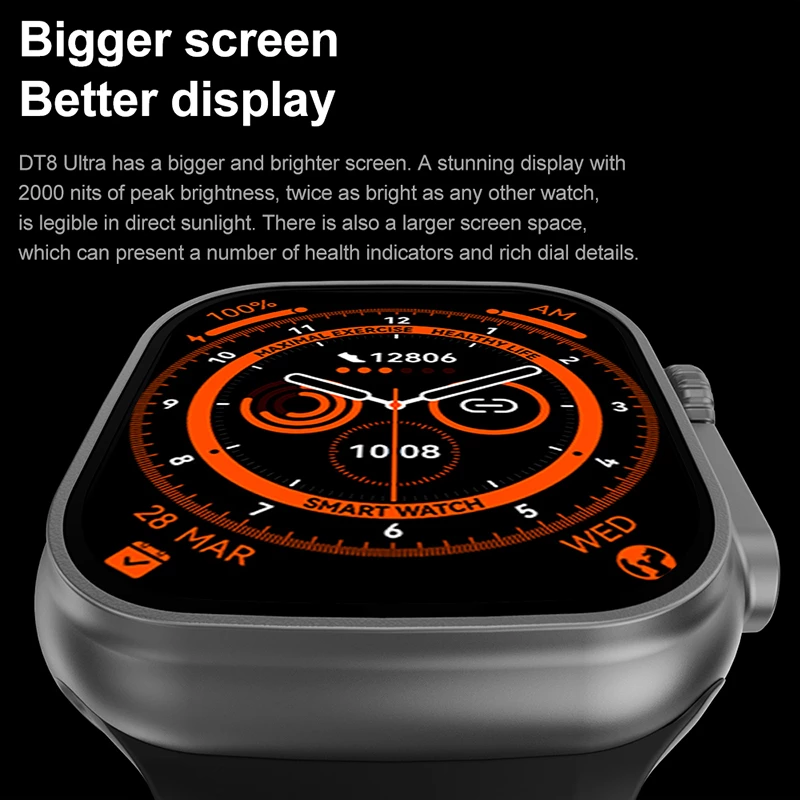 Bigger screen
Better display
DT8 Ultra has a bigger and brighter screen. A stunning display with
2000 nits of peak brightness, twice as bright as any other watch,
is legible in direct sunlight. There is also a larger screen space,
which can present a number of health indicators and rich dial details.
100%
AM
12
11
1
MAXIMAL EXERCISE HEALTHY LIFE
10
2
12806
9
3
10 08
8
4
SMART WATCH
7
5
6
28 MAR
WED